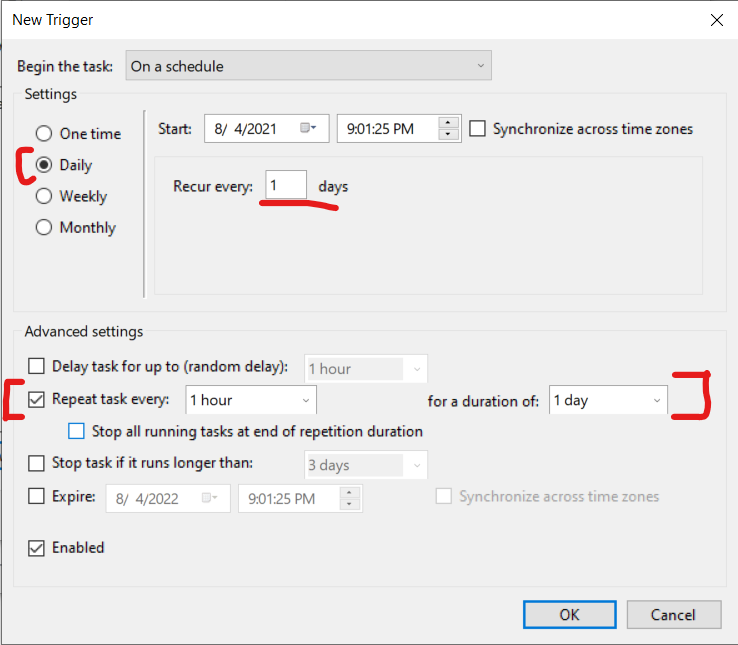 New Trigger
Begin the task: On a schedule
Settings
One time
Start: 8/ 4/2021 9:01:25 PM Synchronize across time zones
Daily
Recur every: 1 days
Weekly
Monthly
Advanced settings
Delay task for up to (random delay): 1 hour
Repeat task every: 1 hour for a duration of: 1 day
Stop all running tasks at end of repetition duration
Stop task if it runs longer than: 3 days
Expire: 8/ 4/2022 9:01:25 PM Synchronize across time zones
Enabled
OK Cancel